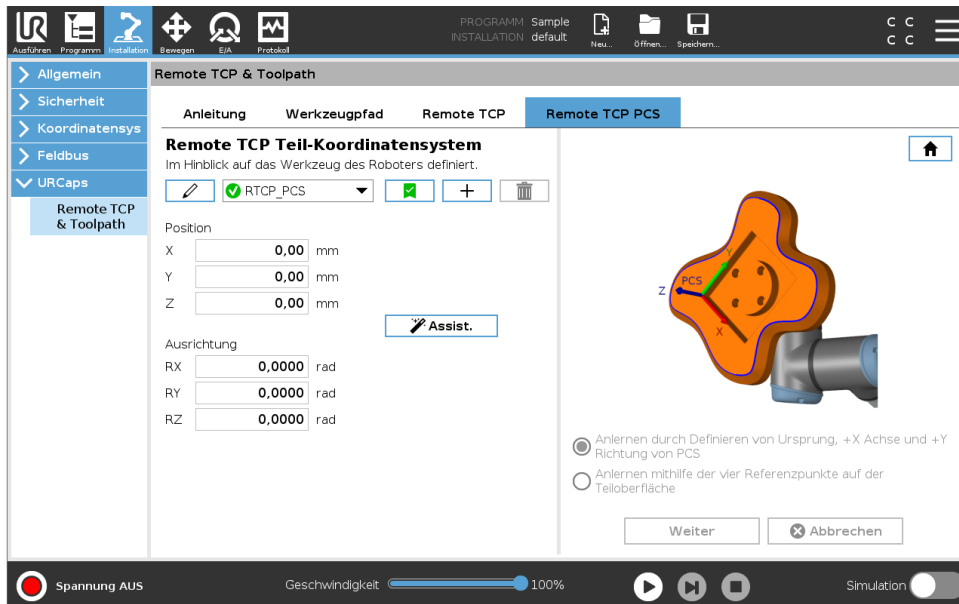 PROGRAMM Sample
INSTALLATION default
Ausführen Programm Installation Bewegen E/A Protokoll Neu... Öffnen... Speichern...
C C
C C
Allgemein
Sicherheit
Koordinatensys
Feldbus
URCaps
Remote TCP
& Toolpath
Remote TCP & Toolpath
Anleitung Werkzeugpfad Remote TCP Remote TCP PCS
Remote TCP Teil-Koordinatensystem
Im Hinblick auf das Werkzeug des Roboters definiert.
RTCP_PCS
Position
X 0,00 mm
Y 0,00 mm
Z 0,00 mm
Assist.
Ausrichtung
RX 0,0000 rad
RY 0,0000 rad
RZ 0,0000 rad
Y
PCS
Z
X
Anlernen durch Definieren von Ursprung, +X Achse und +Y
Richtung von PCS
Anlernen mithilfe der vier Referenzpunkte auf der
Teiloberfläche
Weiter Abbrechen
Spannung AUS Geschwindigkeit 100% Simulation